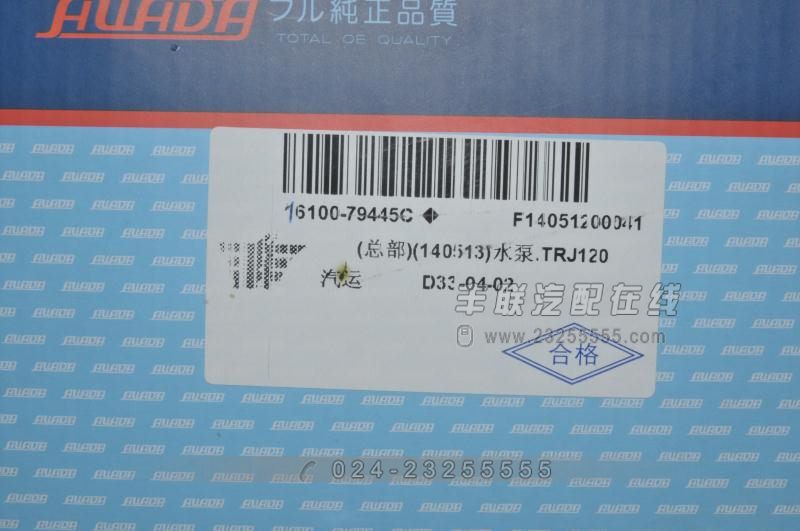 AWADA フル純正品質
TOTAL OE QUALITY
16100-79445C F14051200041
(总部)(140513)水泵.TRJ120
汽运 D33-04-02
丰联汽配在线
www.23255555.com
合格
024-23255555